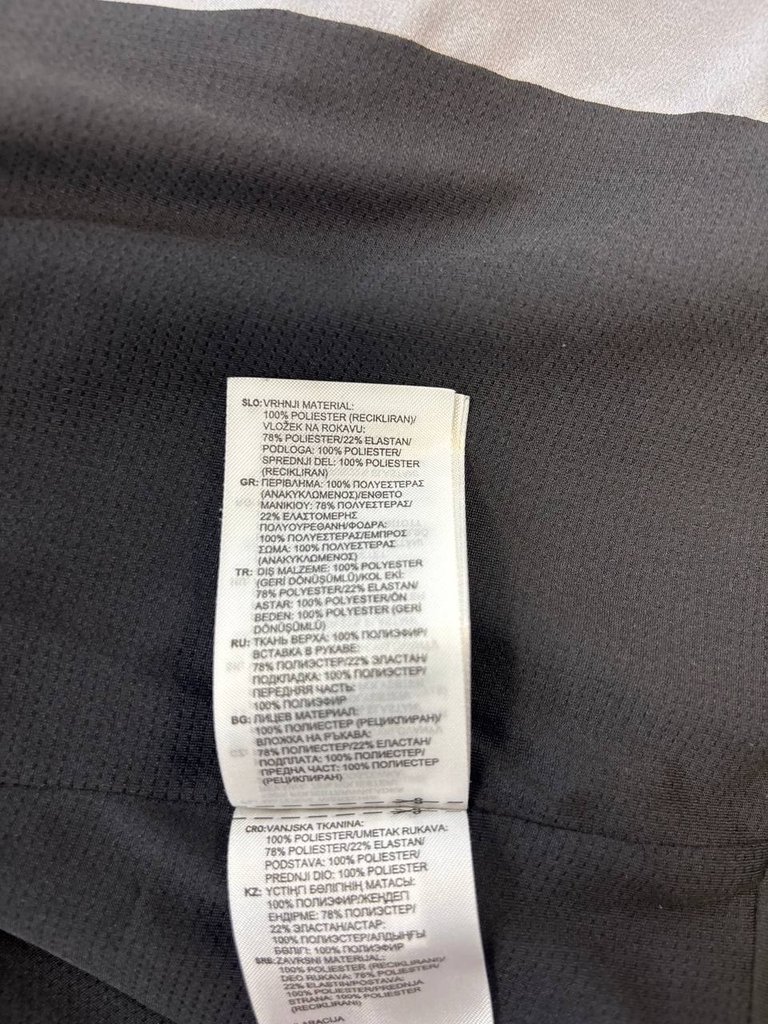 SLO: VRHNJI MATERIAL:
100% POLIESTER (RECIKLIRAN)/
VLOŽEK NA ROKAVU:
78% POLIESTER/22% ELASTAN/
PODLOGA: 100% POLIESTER/
SPREDNJI DEL: 100% POLIESTER
(RECIKLIRAN)
GR: ΠΕΡΙΒΛΗΜΑ: 100% ΠΟΛΥΕΣΤΕΡΑΣ
(ΑΝΑΚΥΚΛΩΜΕΝΟΣ)/ΕΝΘΕΤΟ
ΜΑΝΙΚΙΟΥ: 78% ΠΟΛΥΕΣΤΕΡΑΣ/
22% ΕΛΑΣΤΟΜΕΡΗΣ
ΠΟΛΥΟΥΡΕΘΑΝΗ/ΦΟΔΡΑ:
100% ΠΟΛΥΕΣΤΕΡΑΣ/ΕΜΠΡΟΣ
ΣΩΜΑ: 100% ΠΟΛΥΕΣΤΕΡΑΣ
(ΑΝΑΚΥΚΛΩΜΕΝΟΣ)
TR: DIŞ MALZEME: 100% POLYESTER
(GERİ DÖNÜŞÜMLÜ)/KOL EKİ:
78% POLYESTER/22% ELASTAN/
ASTAR: 100% POLYESTER/ÖN
BEDEN: 100% POLYESTER (GERİ
DÖNÜŞÜMLÜ)
RU: ТКАНЬ ВЕРХА: 100% ПОЛИЭФИР/
ВСТАВКА В РУКАВЕ:
78% ПОЛИЭСТЕР/22% ЭЛАСТАН/
ПОДКЛАДКА: 100% ПОЛИЭСТЕР/
ПЕРЕДНЯЯ ЧАСТЬ:
100% ПОЛИЭФИР
BG: ЛИЦЕВ МАТЕРИАЛ:
100% ПОЛИЕСТЕР (РЕЦИКЛИРАН)/
ВЛОЖКА НА РЪКАВА:
78% ПОЛИЕСТЕР/22% ЕЛАСТАН/
ПОДПЛАТА: 100% ПОЛИЕСТЕР/
ПРЕДНА ЧАСТ: 100% ПОЛИЕСТЕР
(РЕЦИКЛИРАН)
CRO: VANJSKA TKANINA:
100% POLIESTER/UMETAK RUKAVA:
78% POLIESTER/22% ELASTAN/
PODSTAVA: 100% POLIESTER/
PREDNJI DIO: 100% POLIESTER
KZ: ҮСТІҢГІ БӨЛІГІНІҢ МАТАСЫ:
100% ПОЛИЭФИР/ЖЕНДЕГІ
ЕНДІРМЕ: 78% ПОЛИЭСТЕР/
22% ЭЛАСТАН/АСТАР:
100% ПОЛИЭСТЕР/АЛДЫҢҒЫ
БӨЛІГІ: 100% ПОЛИЭФИР
SRB: ZAVRSNI MATERIJAL:
100% POLIESTER (RECIKLIRANI)/
DEO RUKAVA: 78% POLIESTER/
22% ELASTIN/POSTAVA:
100% POLIESTER/PREDNJA
STRANA: 100% POLIESTER
(RECIKLIRANI)